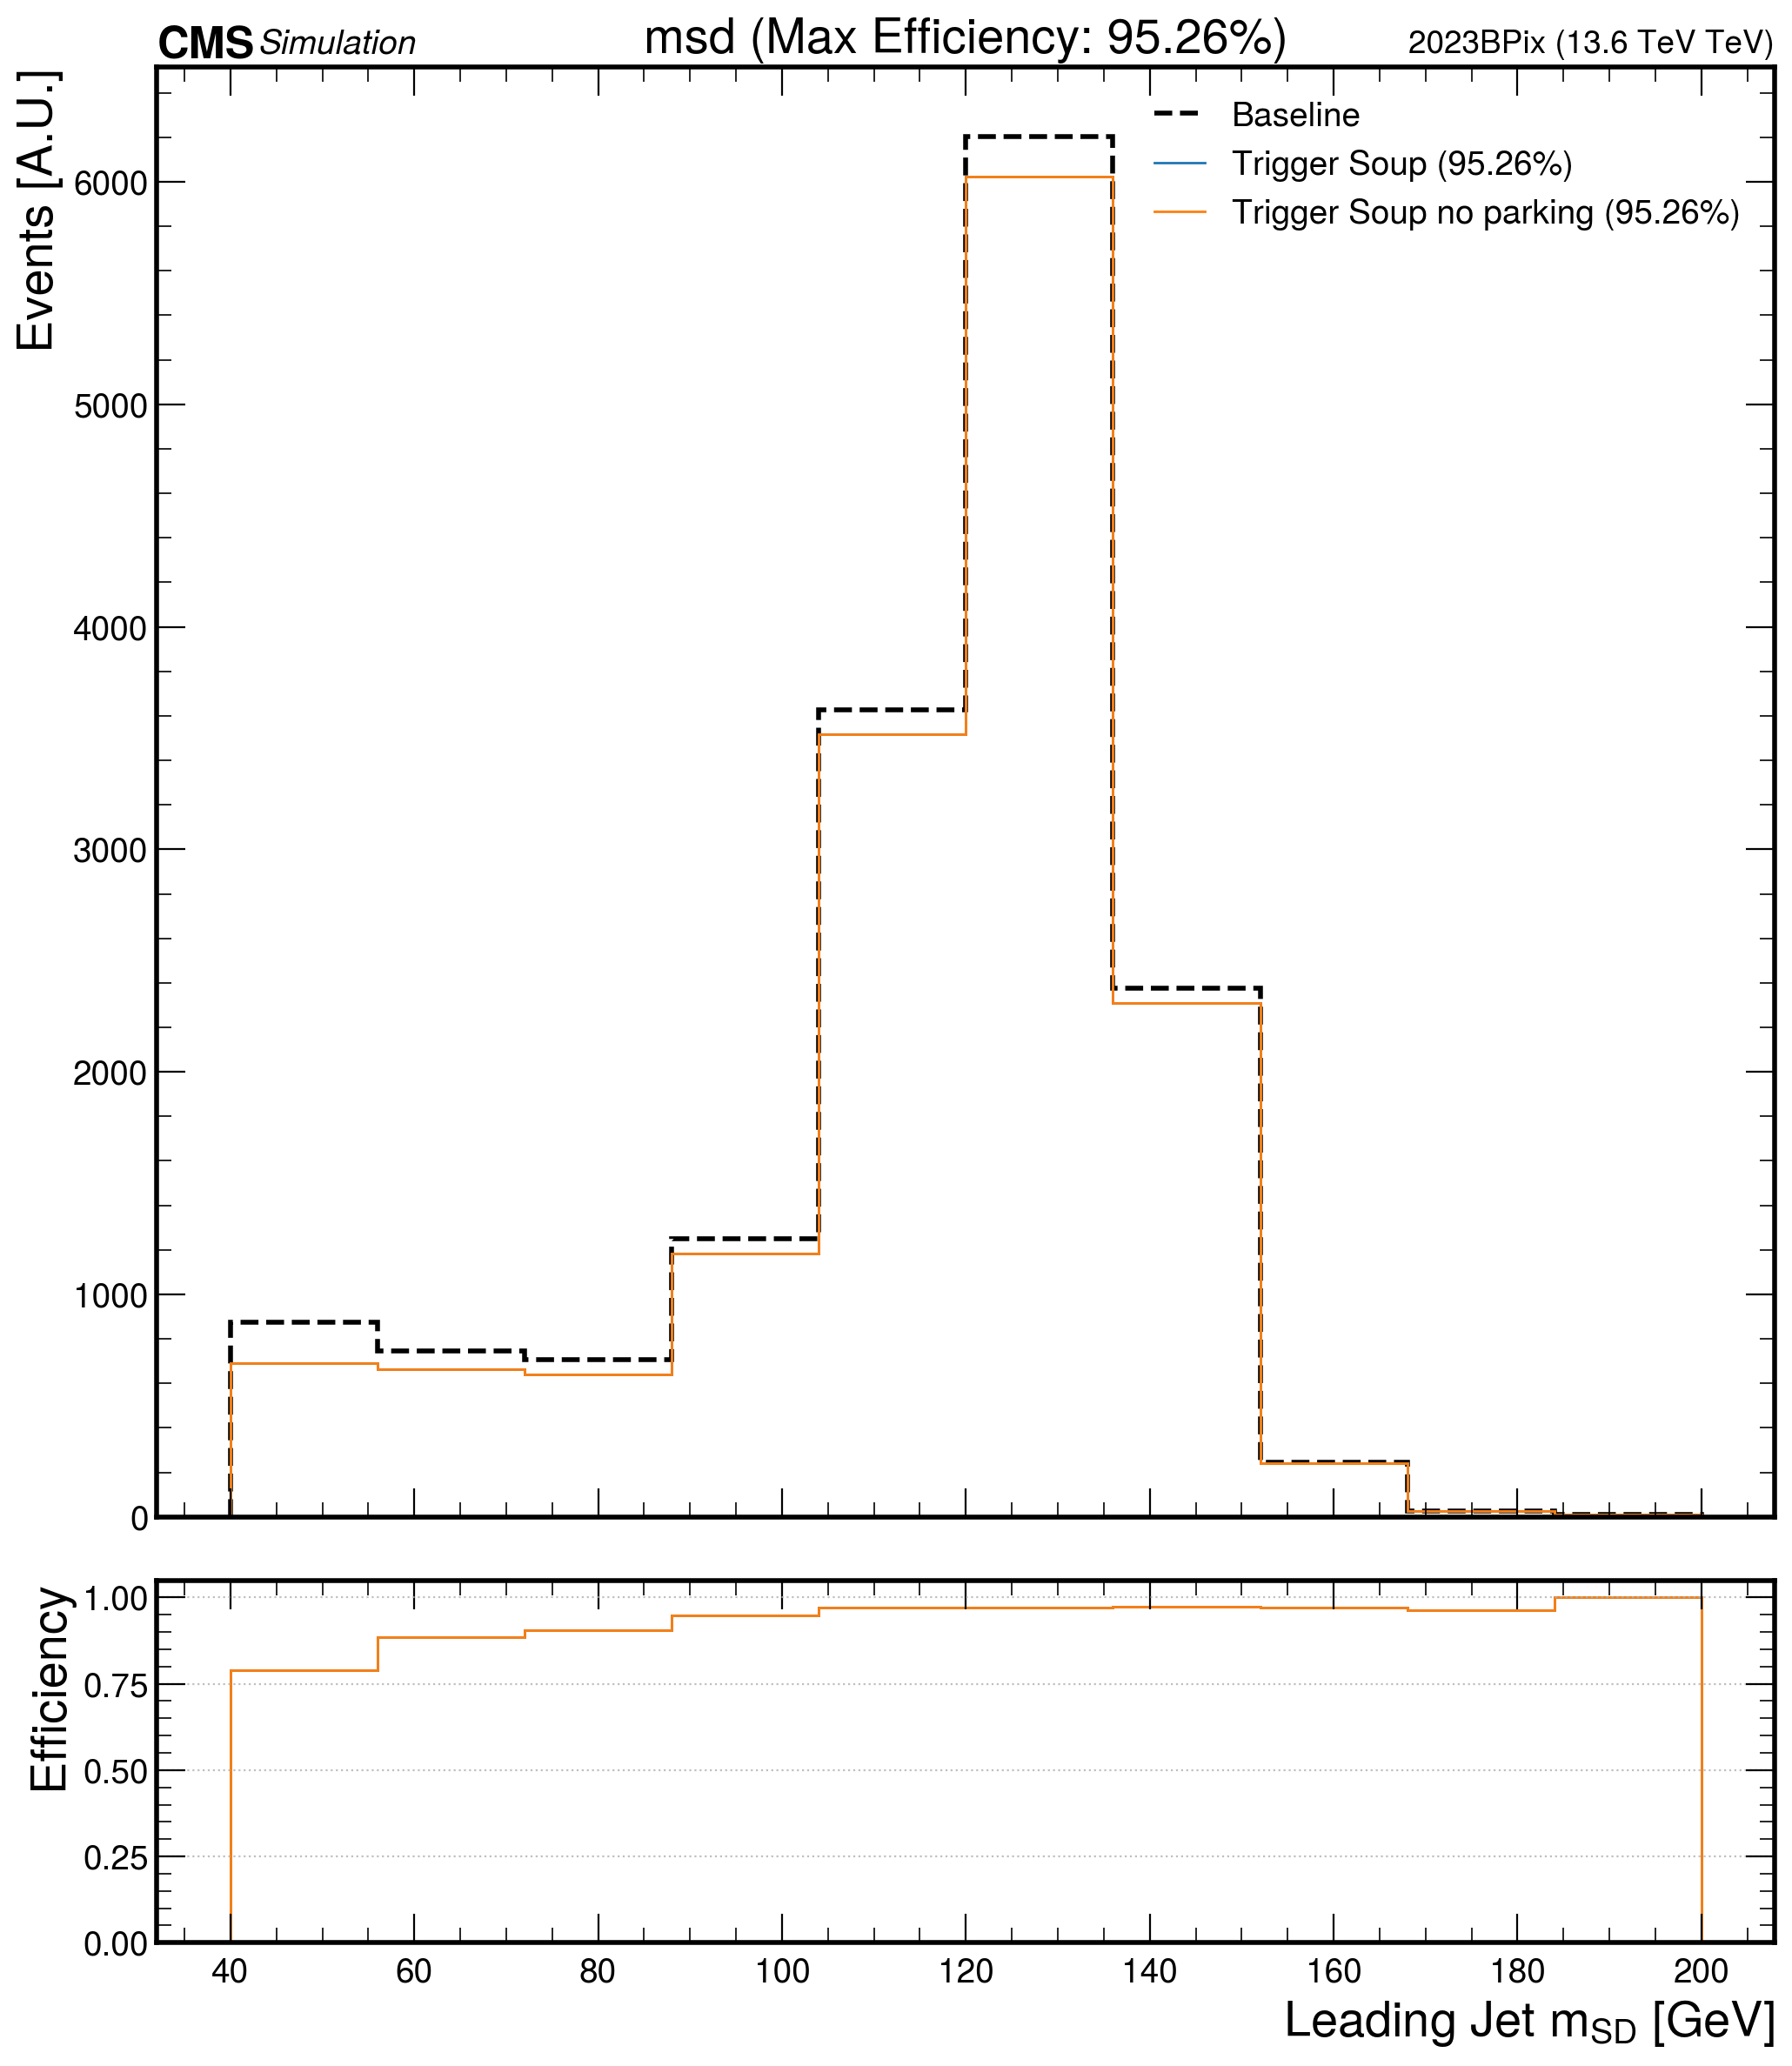 CMS Simulation msd (Max Efficiency: 95.26%) 2023BPix (13.6 TeV TeV)
Events [A.U.]
Baseline
Trigger Soup (95.26%)
Trigger Soup no parking (95.26%)
6000
5000
4000
3000
2000
1000
0
Efficiency
1.00
0.75
0.50
0.25
0.00
40 60 80 100 120 140 160 180 200
Leading Jet mSD [GeV]